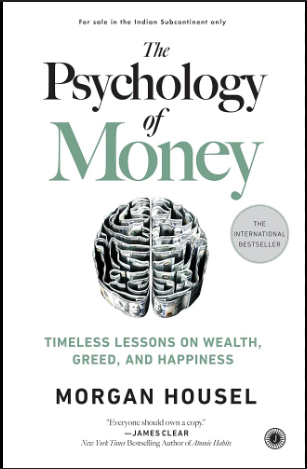 For sale in the Indian Subcontinent only
The
Psychology
of
Money
THE
INTERNATIONAL
BESTSELLER
TIMELESS LESSONS ON WEALTH,
GREED, AND HAPPINESS
MORGAN HOUSEL
"Everyone should own a copy."
—JAMES CLEAR
New York Times Bestselling Author of Atomic Habits